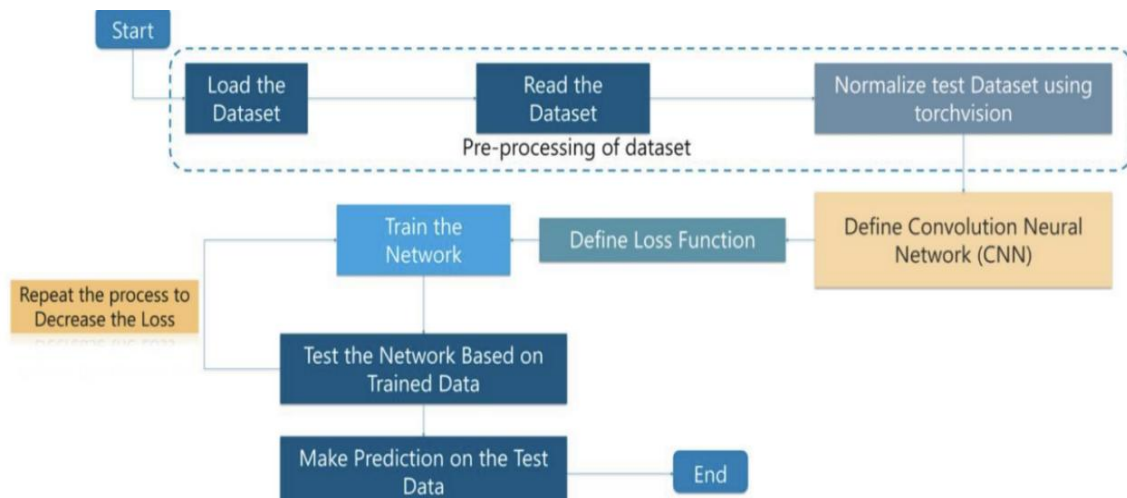 Start
Load the
Dataset
Read the
Dataset
Normalize test Dataset using
torchvision
Pre-processing of dataset
Define Convolution Neural
Network (CNN)
Define Loss Function
Train the
Network
Repeat the process to
Decrease the Loss
Test the Network Based on
Trained Data
Make Prediction on the Test
Data
End